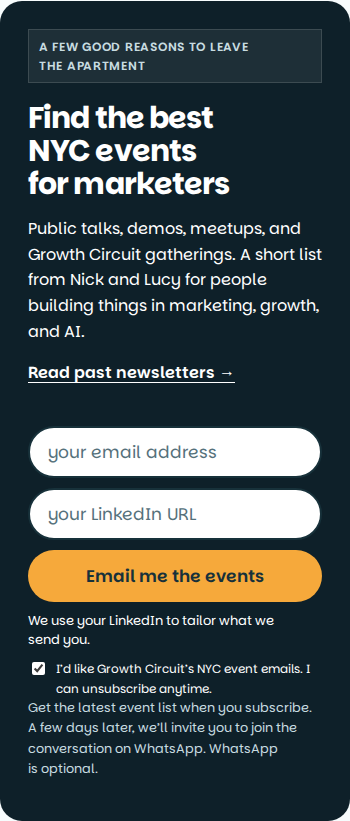 A FEW GOOD REASONS TO LEAVE
THE APARTMENT
Find the best
NYC events
for marketers
Public talks, demos, meetups, and
Growth Circuit gatherings. A short list
from Nick and Lucy for people
building things in marketing, growth,
and AI.
Read past newsletters →
your email address
your LinkedIn URL
Email me the events
We use your LinkedIn to tailor what we
send you.
I’d like Growth Circuit’s NYC event emails. I
can unsubscribe anytime.
Get the latest event list when you subscribe.
A few days later, we’ll invite you to join the
conversation on WhatsApp. WhatsApp
is optional.